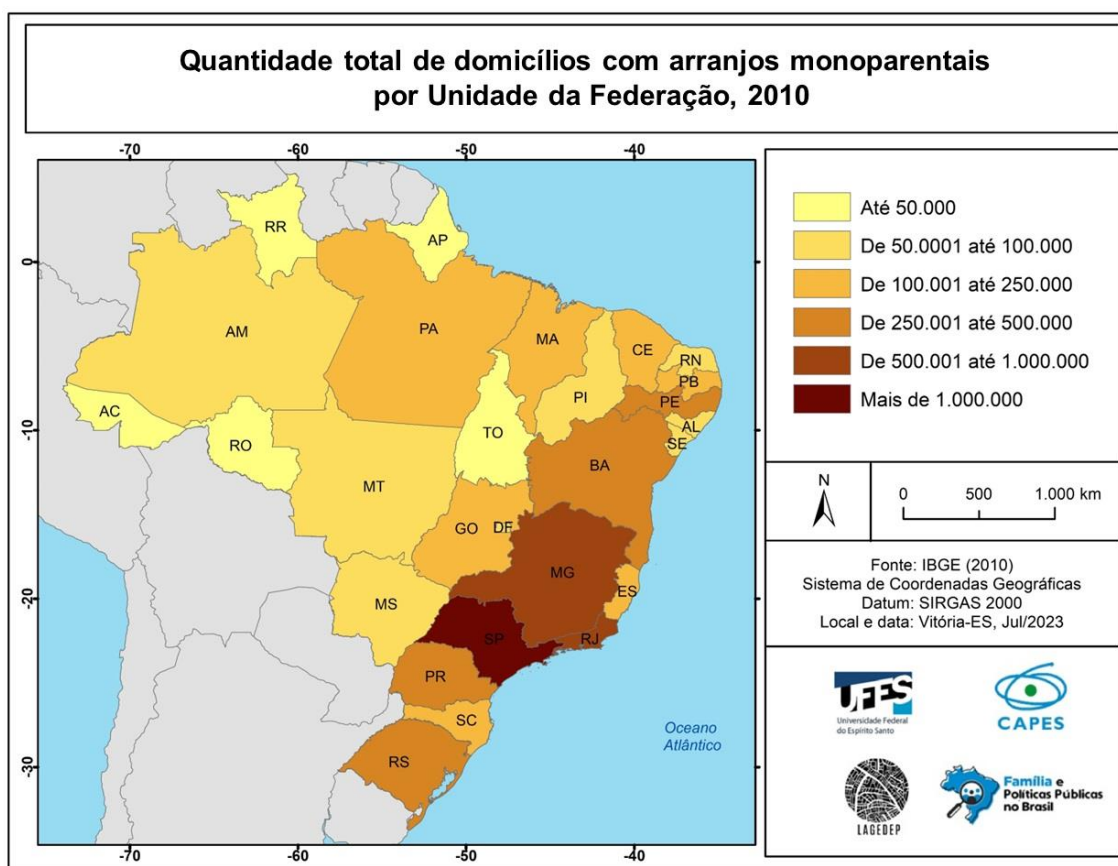 Quantidade total de domicílios com arranjos monoparentais
por Unidade da Federação, 2010
-70
-60
-50
-40
0
-10
-20
-30
-70
-60
-50
-40
RR
AP
AM
PA
MA
CE
RN
PB
PE
PI
AL
SE
AC
RO
TO
BA
MT
GO
DF
MG
ES
MS
SP
RJ
PR
SC
RS
Oceano
Atlântico
Até 50.000
De 50.0001 até 100.000
De 100.001 até 250.000
De 250.001 até 500.000
De 500.001 até 1.000.000
Mais de 1.000.000
N
0 500 1.000 km
Fonte: IBGE (2010)
Sistema de Coordenadas Geográficas
Datum: SIRGAS 2000
Local e data: Vitória-ES, Jul/2023
UFES
Universidade Federal
do Espírito Santo
CAPES
LAGEDEP
Família e
Políticas Públicas
no Brasil